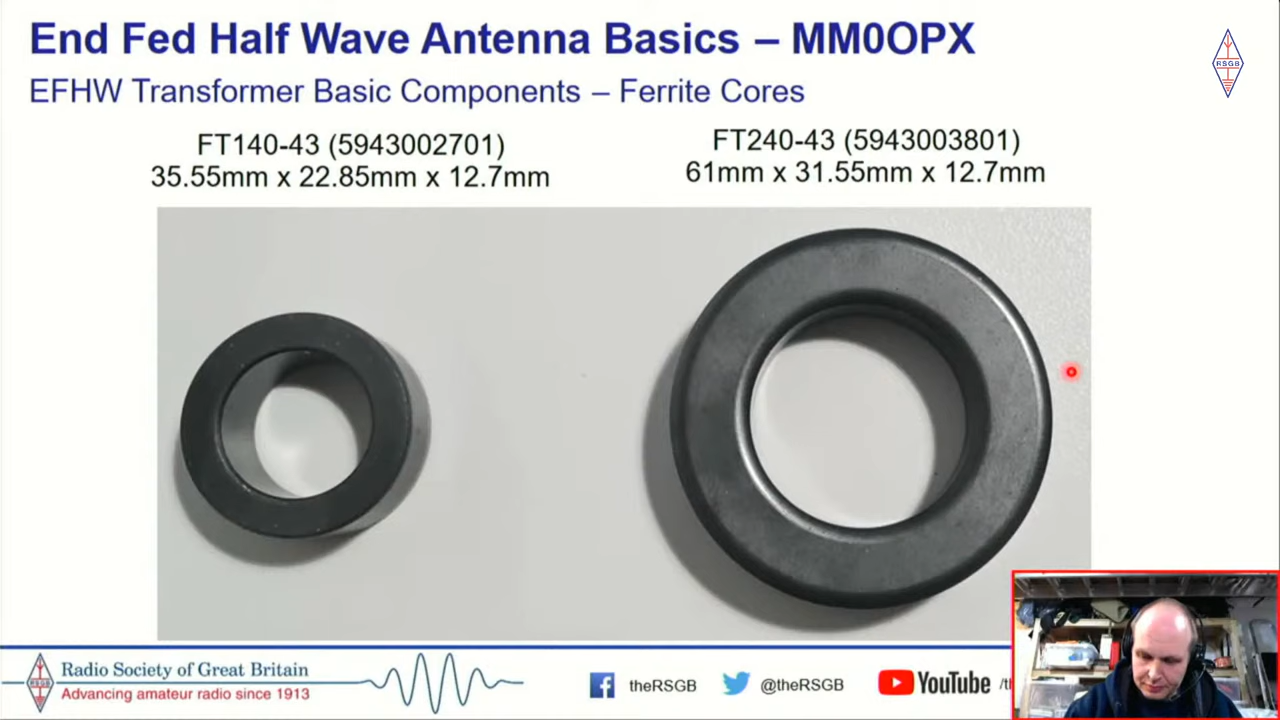 End Fed Half Wave Antenna Basics – MM0OPX
RSGB
EFHW Transformer Basic Components – Ferrite Cores
FT140-43 (5943002701)
35.55mm x 22.85mm x 12.7mm
FT240-43 (5943003801)
61mm x 31.55mm x 12.7mm
RSGB
Radio Society of Great Britain
Advancing amateur radio since 1913
theRSGB
@theRSGB
YouTube